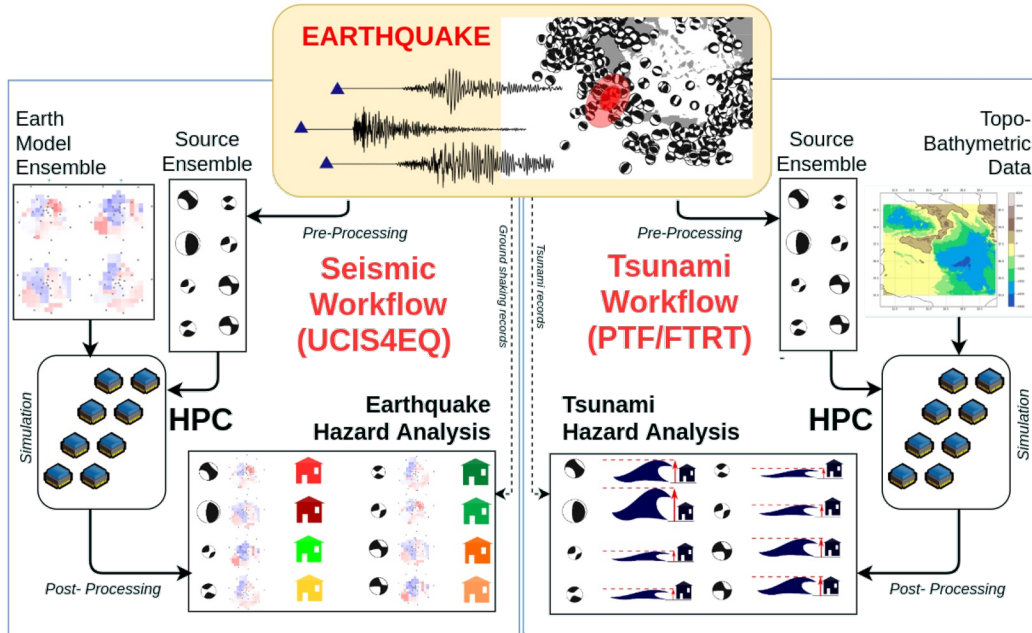 EARTHQUAKE
Earth
Model
Ensemble
Source
Ensemble
Pre-Processing
Seismic
Workflow
(UCIS4EQ)
Ground shaking records
Simulation
HPC
Earthquake
Hazard Analysis
Post- Processing
Source
Ensemble
Topo-
Bathymetric
Data
Pre-Processing
Tsunami
Workflow
(PTF/FTRT)
Tsunami records
Simulation
HPC
Tsunami
Hazard Analysis
Post- Processing